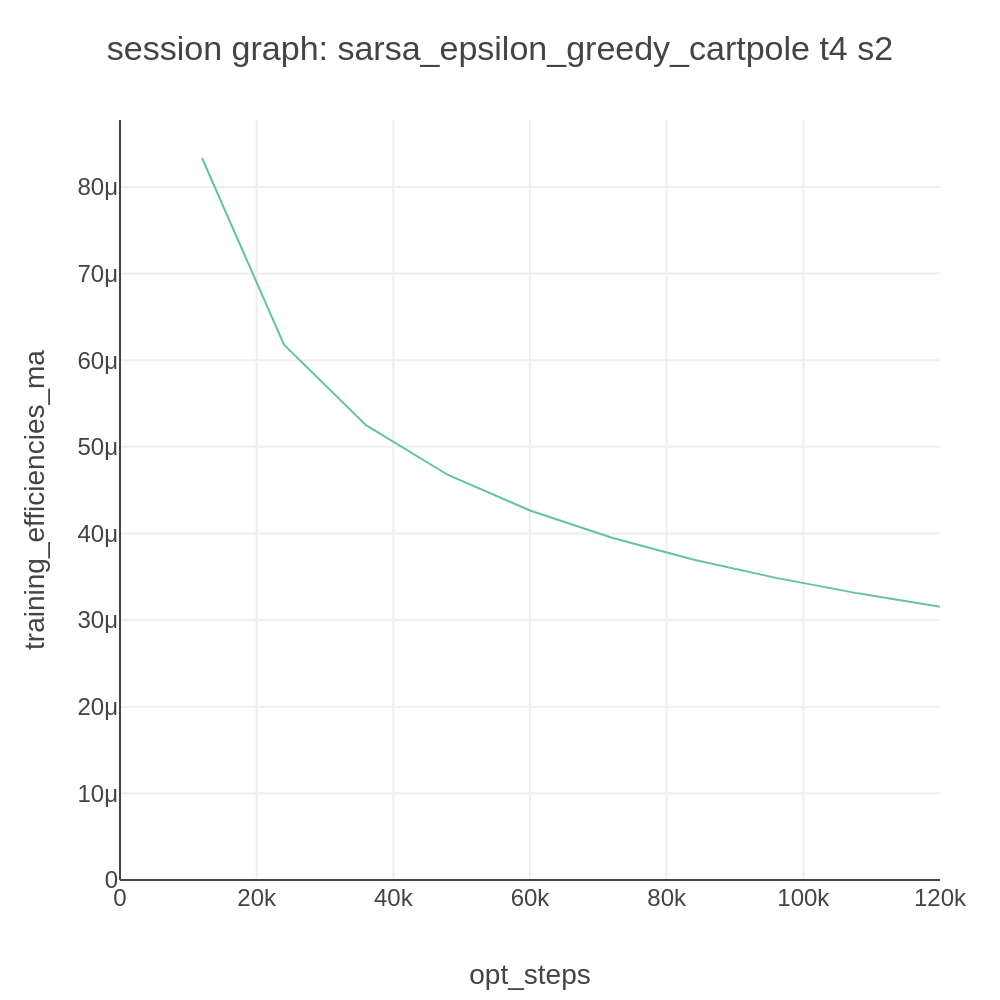 session graph: sarsa_epsilon_greedy_cartpole t4 s2
80μ
70μ
60μ
50μ
40μ
30μ
20μ
10μ
0
training_efficiencies_ma
0 20k 40k 60k 80k 100k 120k
opt_steps